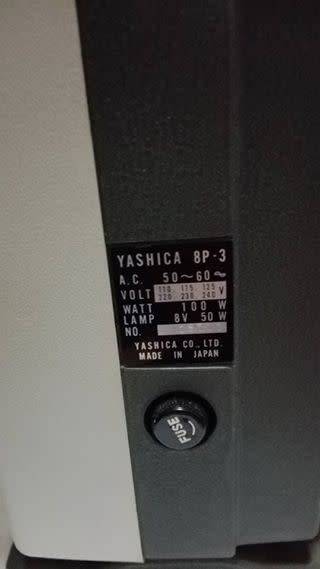 YASHICA 8P-3
A.C. 50~60~
VOLT 110. 115. 125 V
220. 230. 240.
WATT 100 W
LAMP 8V 50W
NO.
YASHICA CO., LTD.
MADE IN JAPAN
FUSE